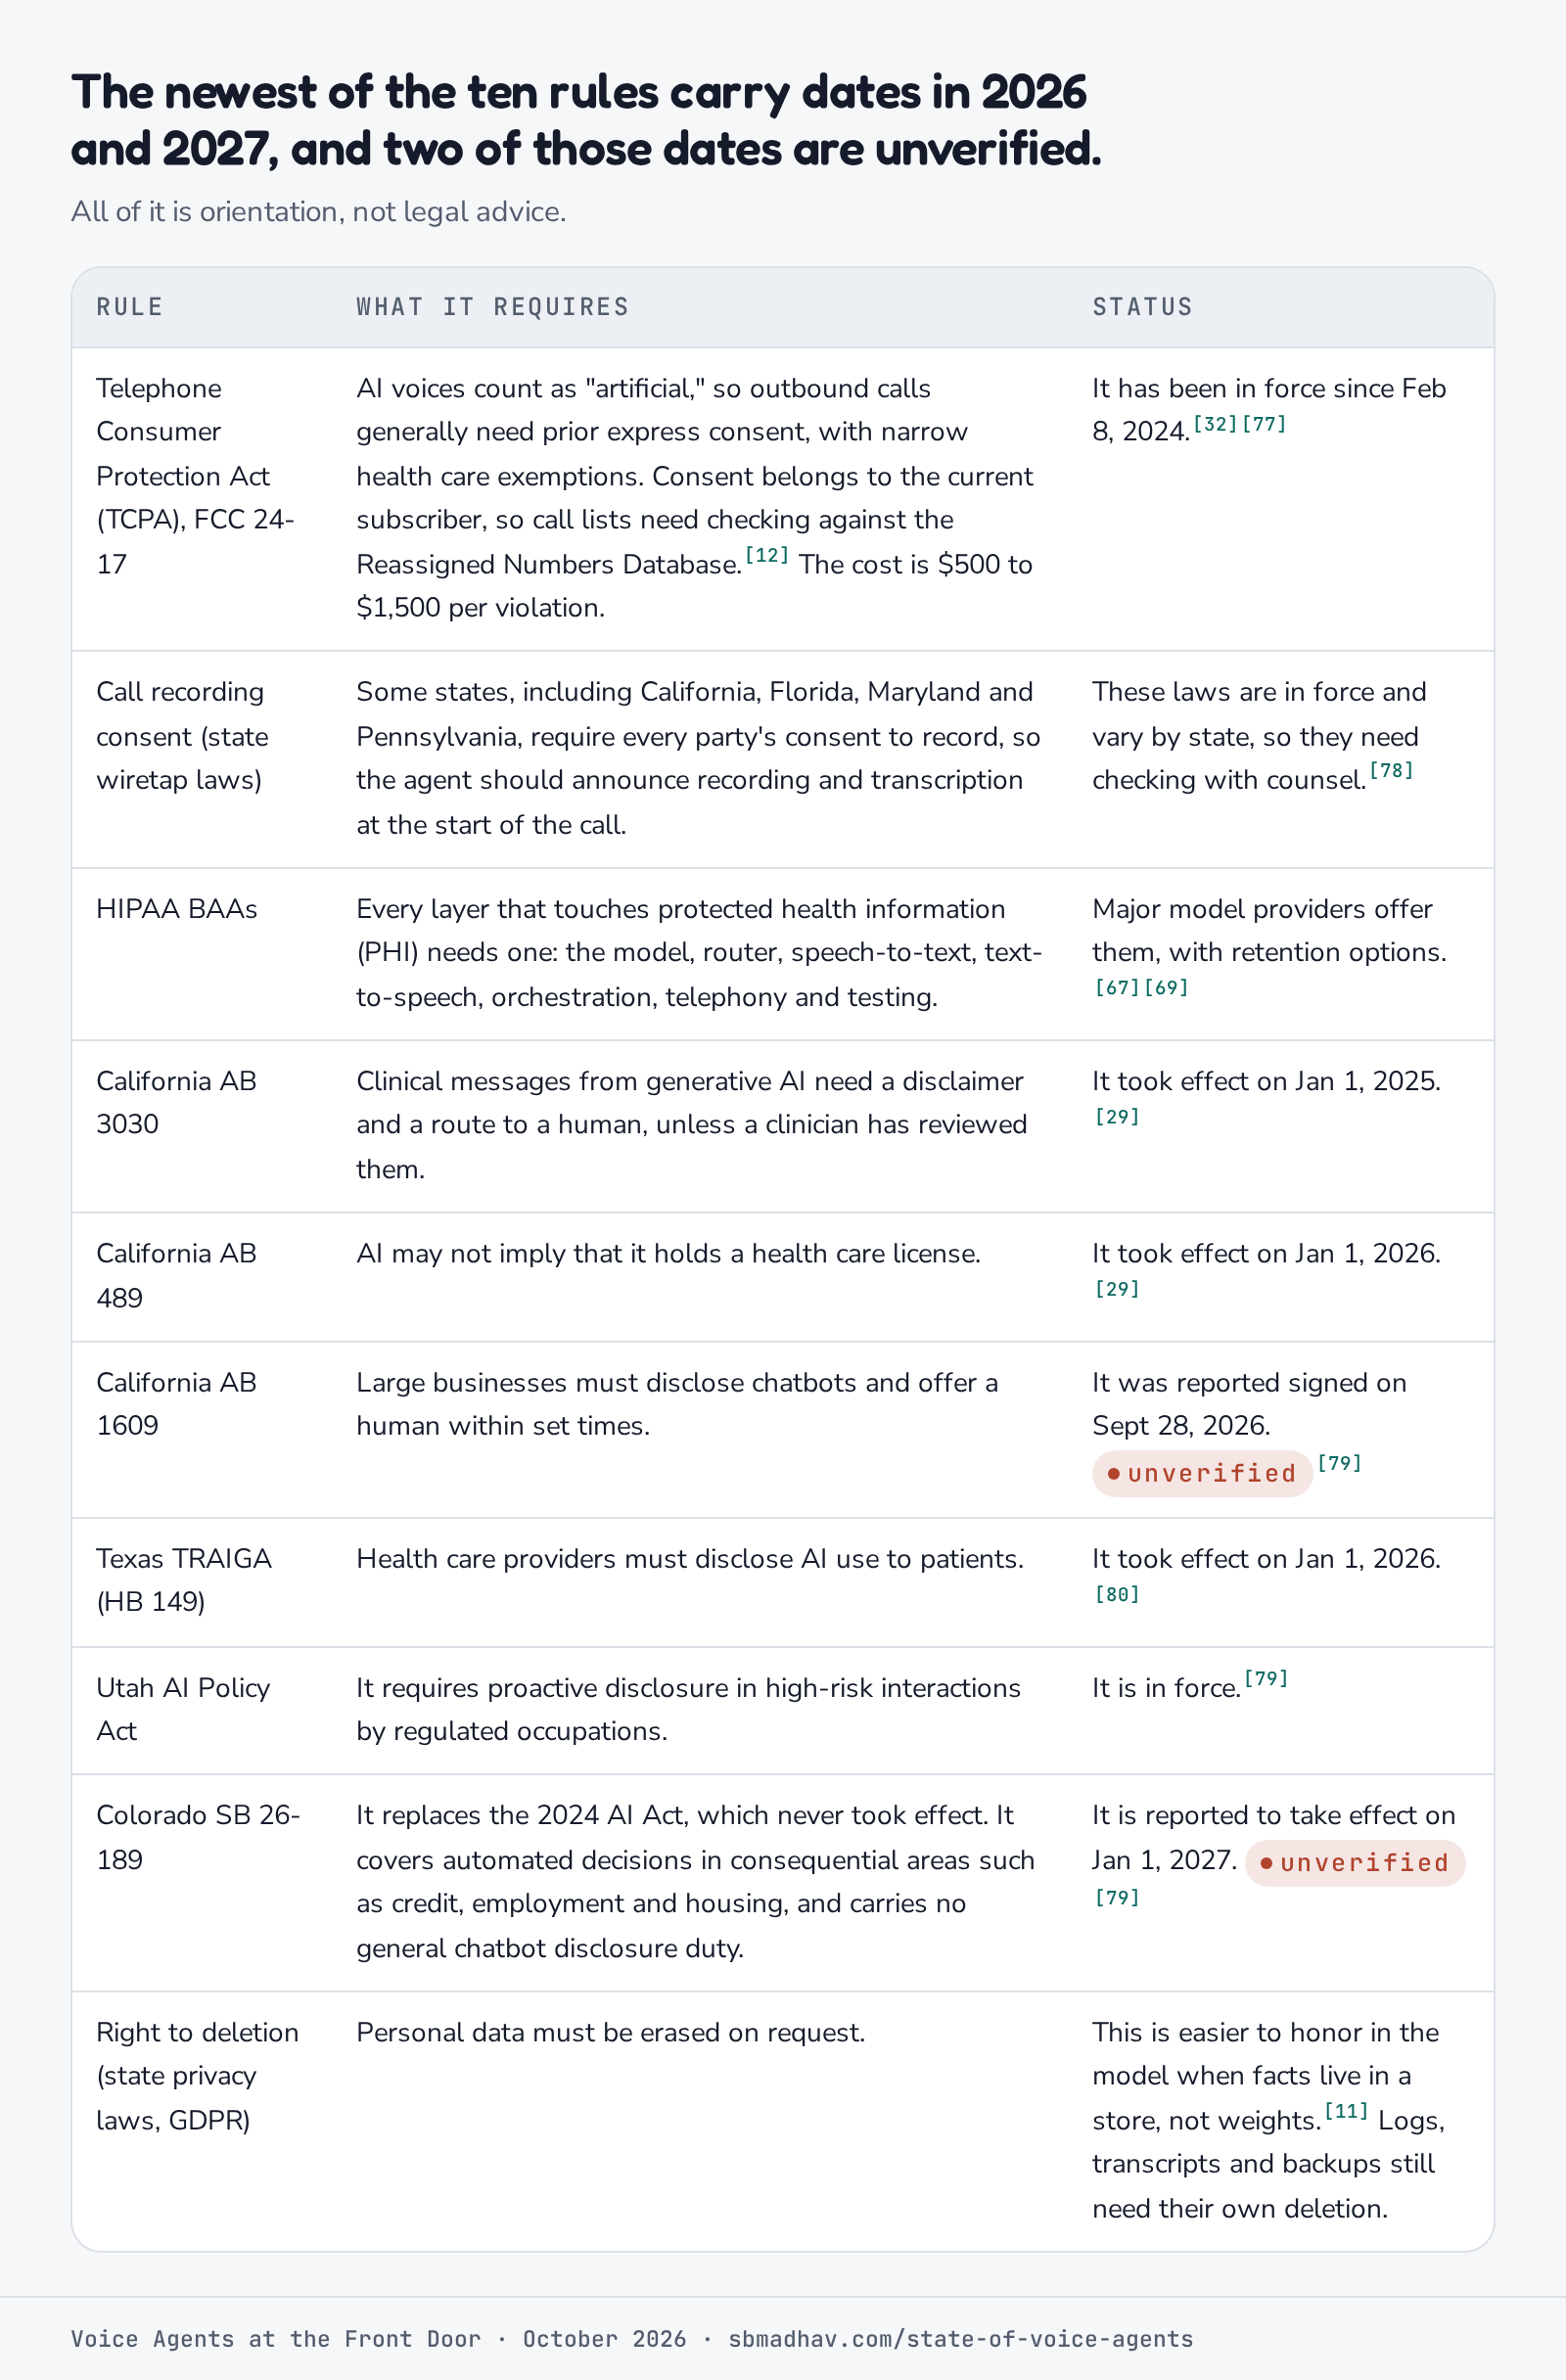 The newest of the ten rules carry dates in 2026
and 2027, and two of those dates are unverified.
All of it is orientation, not legal advice.
RULE
WHAT IT REQUIRES
STATUS
Telephone
Consumer
Protection Act
(TCPA), FCC 24-
17
AI voices count as "artificial," so outbound calls
generally need prior express consent, with narrow
health care exemptions. Consent belongs to the current
subscriber, so call lists need checking against the
Reassigned Numbers Database.[12] The cost is $500 to
$1,500 per violation.
It has been in force since Feb
8, 2024.[32][77]
Call recording
consent (state
wiretap laws)
Some states, including California, Florida, Maryland and
Pennsylvania, require every party's consent to record, so
the agent should announce recording and transcription
at the start of the call.
These laws are in force and
vary by state, so they need
checking with counsel.[78]
HIPAA BAAs
Every layer that touches protected health information
(PHI) needs one: the model, router, speech-to-text, text-
to-speech, orchestration, telephony and testing.
Major model providers offer
them, with retention options.
[67][69]
California AB
3030
Clinical messages from generative AI need a disclaimer
and a route to a human, unless a clinician has reviewed
them.
It took effect on Jan 1, 2025.
[29]
California AB
489
AI may not imply that it holds a health care license.
It took effect on Jan 1, 2026.
[29]
California AB
1609
Large businesses must disclose chatbots and offer a
human within set times.
It was reported signed on
Sept 28, 2026.
unverified [79]
Texas TRAIGA
(HB 149)
Health care providers must disclose AI use to patients.
It took effect on Jan 1, 2026.
[80]
Utah AI Policy
Act
It requires proactive disclosure in high-risk interactions
by regulated occupations.
It is in force.[79]
Colorado SB 26-
189
It replaces the 2024 AI Act, which never took effect. It
covers automated decisions in consequential areas such
as credit, employment and housing, and carries no
general chatbot disclosure duty.
It is reported to take effect on
Jan 1, 2027. unverified
[79]
Right to deletion
(state privacy
laws, GDPR)
Personal data must be erased on request.
This is easier to honor in the
model when facts live in a
store, not weights.[11] Logs,
transcripts and backups still
need their own deletion.
Voice Agents at the Front Door · October 2026 · sbmadhav.com/state-of-voice-agents